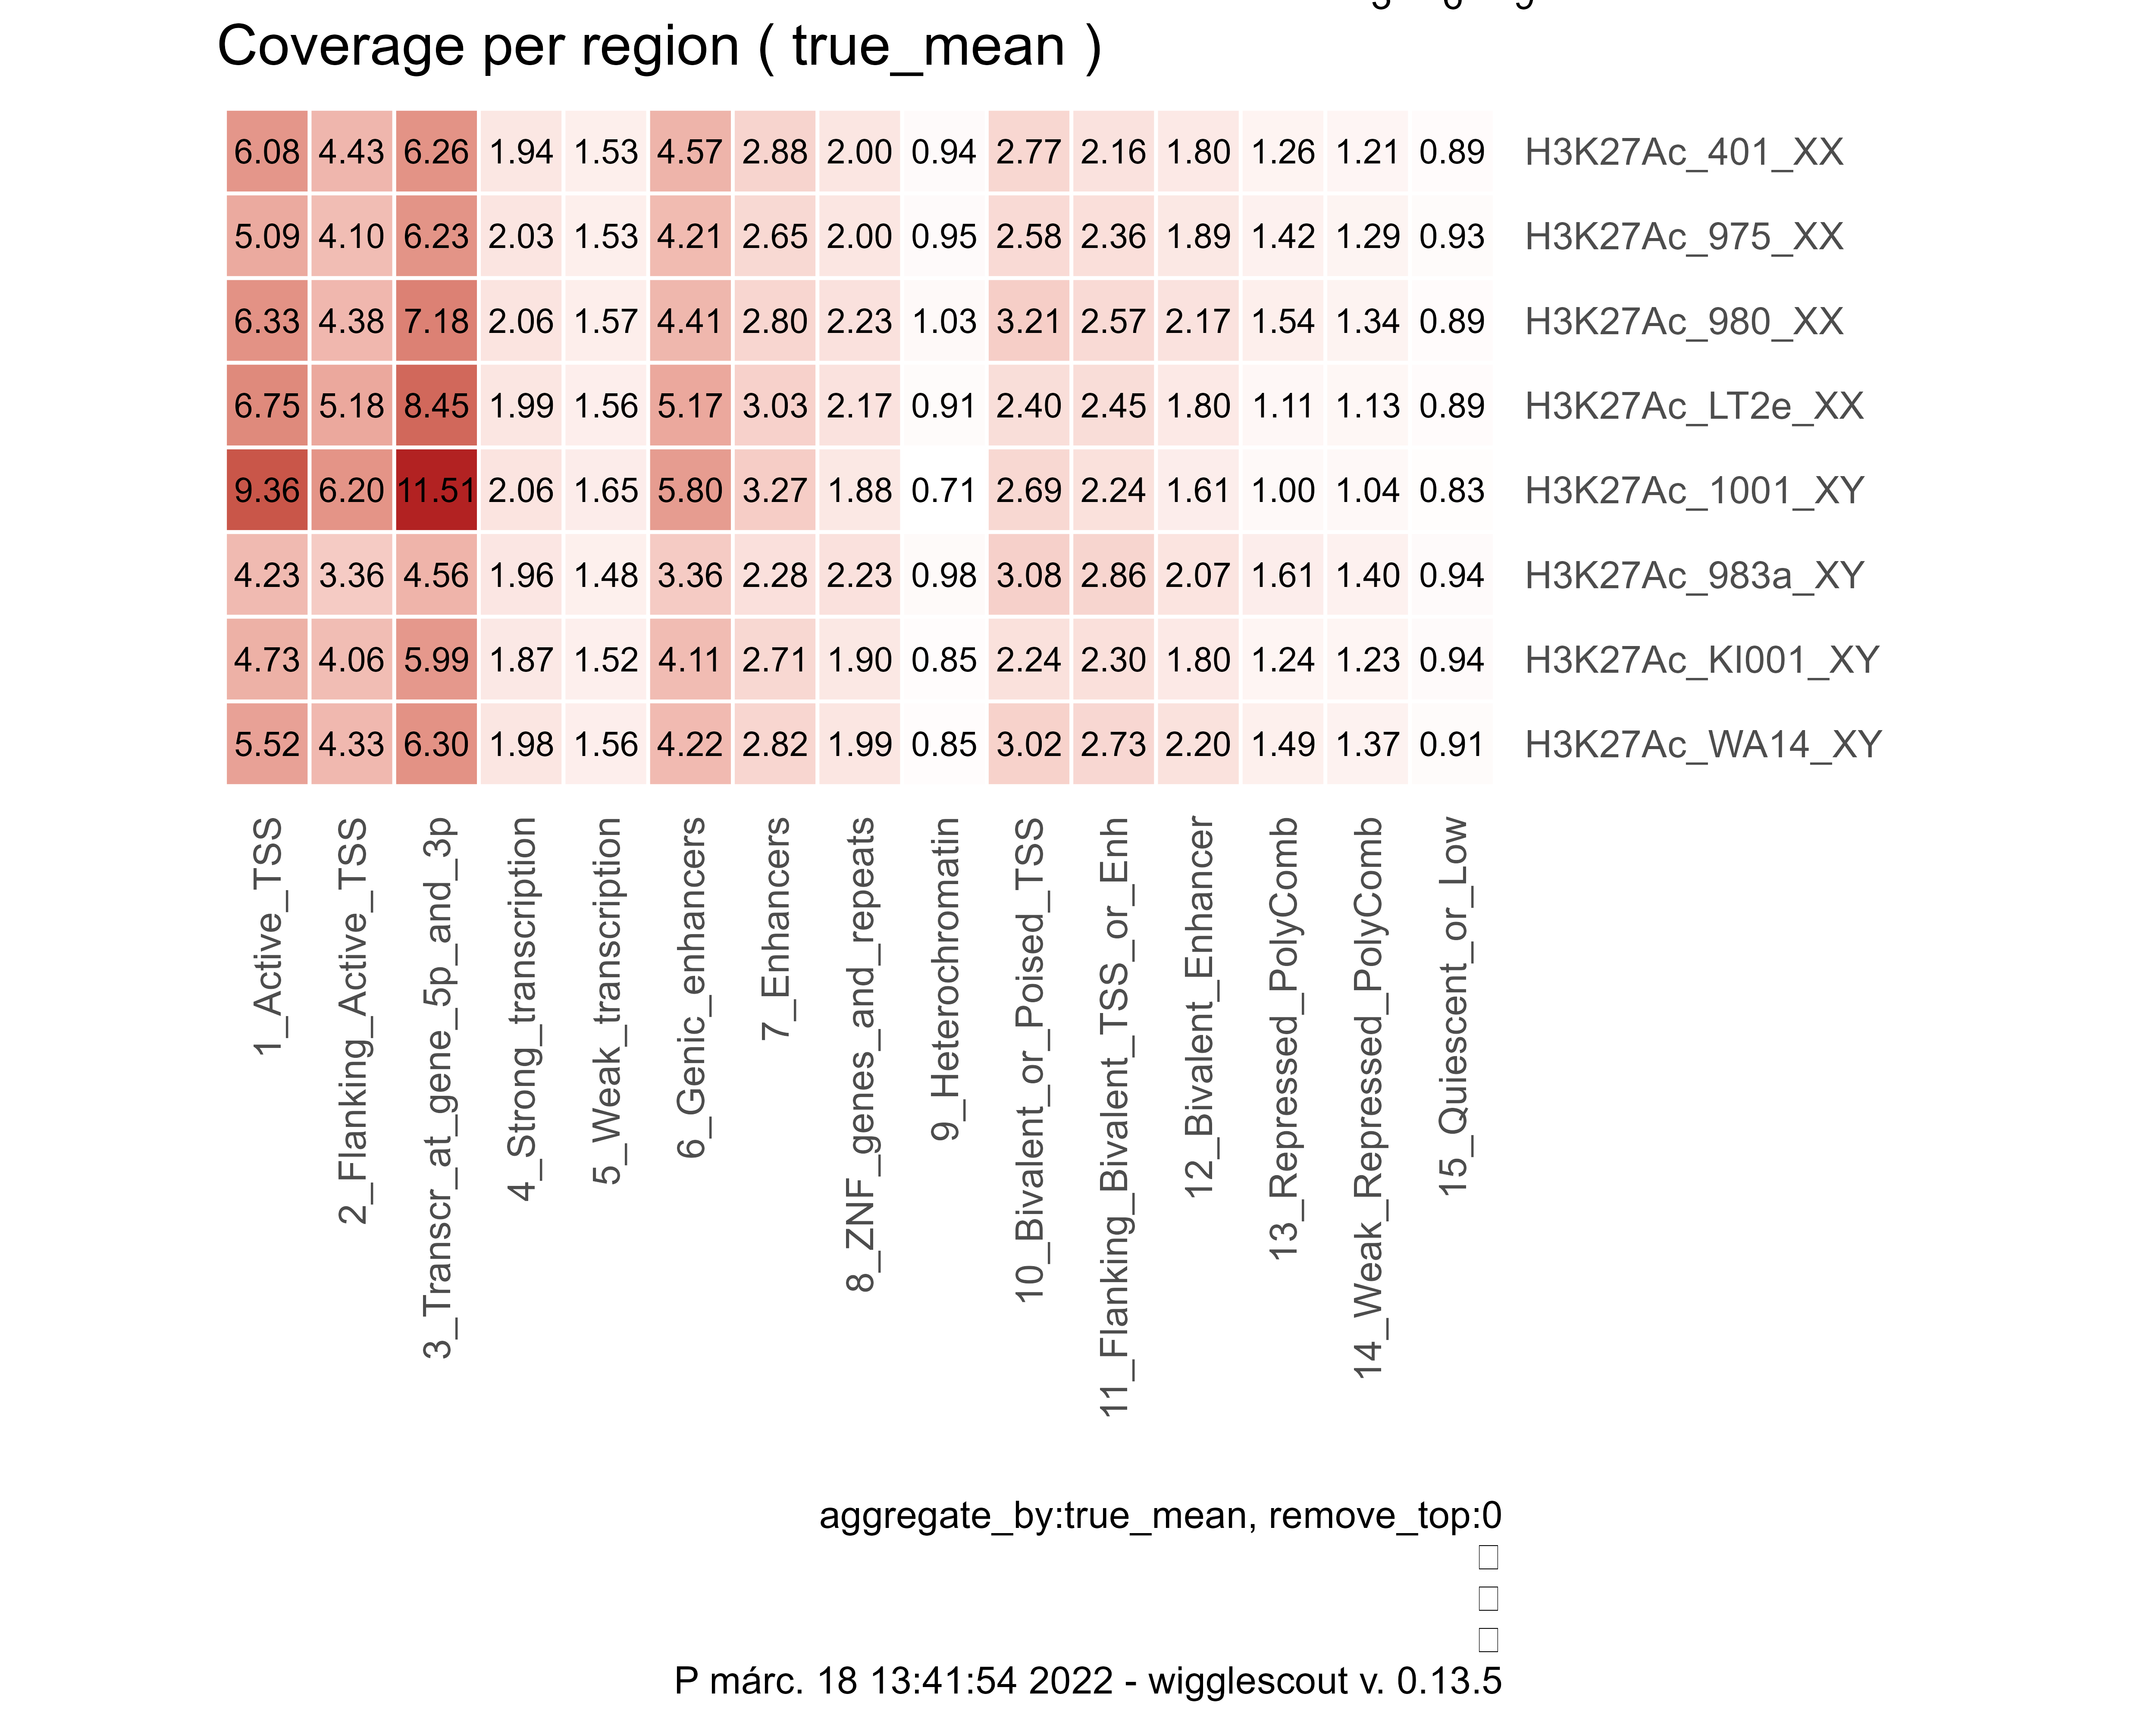 Coverage per region ( true_mean )
6.08 4.43 6.26 1.94 1.53 4.57 2.88 2.00 0.94 2.77 2.16 1.80 1.26 1.21 0.89 H3K27Ac_401_XX
5.09 4.10 6.23 2.03 1.53 4.21 2.65 2.00 0.95 2.58 2.36 1.89 1.42 1.29 0.93 H3K27Ac_975_XX
6.33 4.38 7.18 2.06 1.57 4.41 2.80 2.23 1.03 3.21 2.57 2.17 1.54 1.34 0.89 H3K27Ac_980_XX
6.75 5.18 8.45 1.99 1.56 5.17 3.03 2.17 0.91 2.40 2.45 1.80 1.11 1.13 0.89 H3K27Ac_LT2e_XX
9.36 6.20 11.51 2.06 1.65 5.80 3.27 1.88 0.71 2.69 2.24 1.61 1.00 1.04 0.83 H3K27Ac_1001_XY
4.23 3.36 4.56 1.96 1.48 3.36 2.28 2.23 0.98 3.08 2.86 2.07 1.61 1.40 0.94 H3K27Ac_983a_XY
4.73 4.06 5.99 1.87 1.52 4.11 2.71 1.90 0.85 2.24 2.30 1.80 1.24 1.23 0.94 H3K27Ac_KI001_XY
5.52 4.33 6.30 1.98 1.56 4.22 2.82 1.99 0.85 3.02 2.73 2.20 1.49 1.37 0.91 H3K27Ac_WA14_XY
1_Active_TSS
2_Flanking_Active_TSS
3_Transcr_at_gene_5p_and_3p
4_Strong_transcription
5_Weak_transcription
6_Genic_enhancers
7_Enhancers
8_ZNF_genes_and_repeats
9_Heterochromatin
10_Bivalent_or_Poised_TSS
11_Flanking_Bivalent_TSS_or_Enh
12_Bivalent_Enhancer
13_Repressed_PolyComb
14_Weak_Repressed_PolyComb
15_Quiescent_or_Low
aggregate_by:true_mean, remove_top:0
P márc. 18 13:41:54 2022 - wigglescout v. 0.13.5